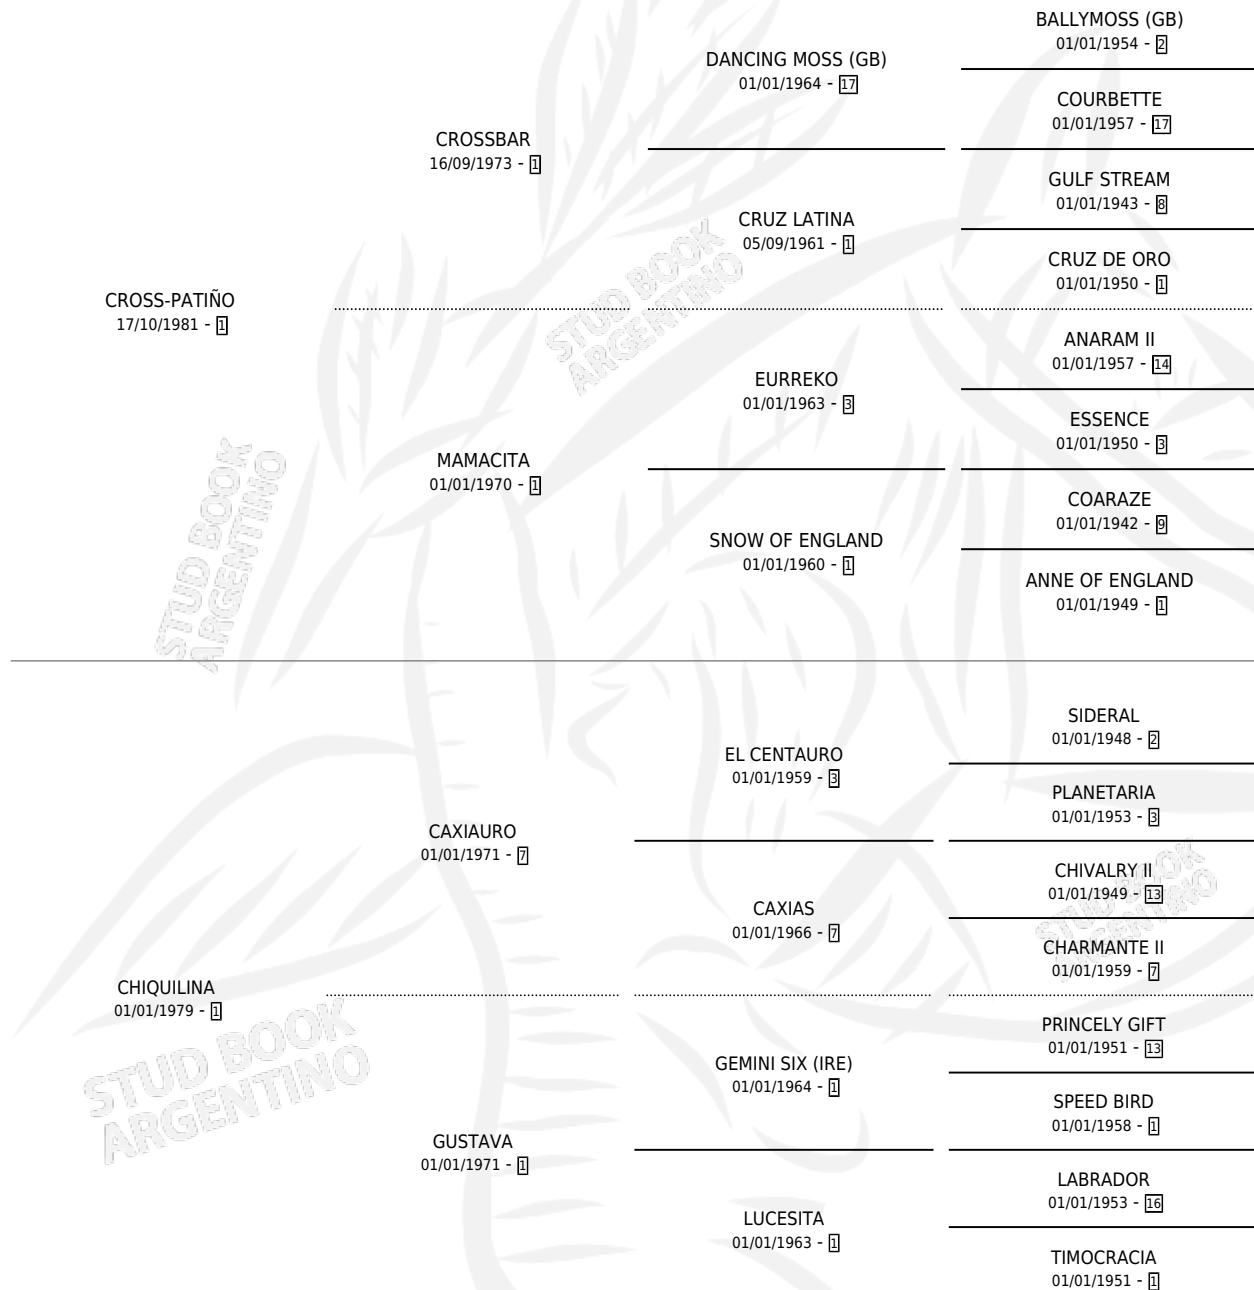 BALLYMOSS (GB)
01/01/1954 - 2
DANCING MOSS (GB)
01/01/1964 - 17
COURBETTE
01/01/1957 - 17
CROSSBAR
16/09/1973 - 1
GULF STREAM
01/01/1943 - 8
CRUZ LATINA
05/09/1961 - 1
CRUZ DE ORO
01/01/1950 - 1
CROSS-PATIÑO
17/10/1981 - 1
ANARAM II
01/01/1957 - 14
EURREKO
01/01/1963 - 3
ESSENCE
01/01/1950 - 3
MAMACITA
01/01/1970 - 1
COARAZE
01/01/1942 - 9
SNOW OF ENGLAND
01/01/1960 - 1
ANNE OF ENGLAND
01/01/1949 - 1
SIDERAL
01/01/1948 - 2
EL CENTAURO
01/01/1959 - 3
PLANETARIA
01/01/1953 - 3
CAXIAURO
01/01/1971 - 7
CHIVALRY II
01/01/1949 - 13
CAXIAS
01/01/1966 - 7
CHARMANTE II
01/01/1959 - 7
CHIQUILINA
01/01/1979 - 1
PRINCELY GIFT
01/01/1951 - 13
GEMINI SIX (IRE)
01/01/1964 - 1
SPEED BIRD
01/01/1958 - 1
GUSTAVA
01/01/1971 - 1
LABRADOR
01/01/1953 - 16
LUCESITA
01/01/1963 - 1
TIMOCRACIA
01/01/1951 - 1
STUD BOOK
ARGENTINO
STUD BOOK
ARGENTINO
STUD BOOK
ARGENTINO
STUD BOOK
ARGENTINO